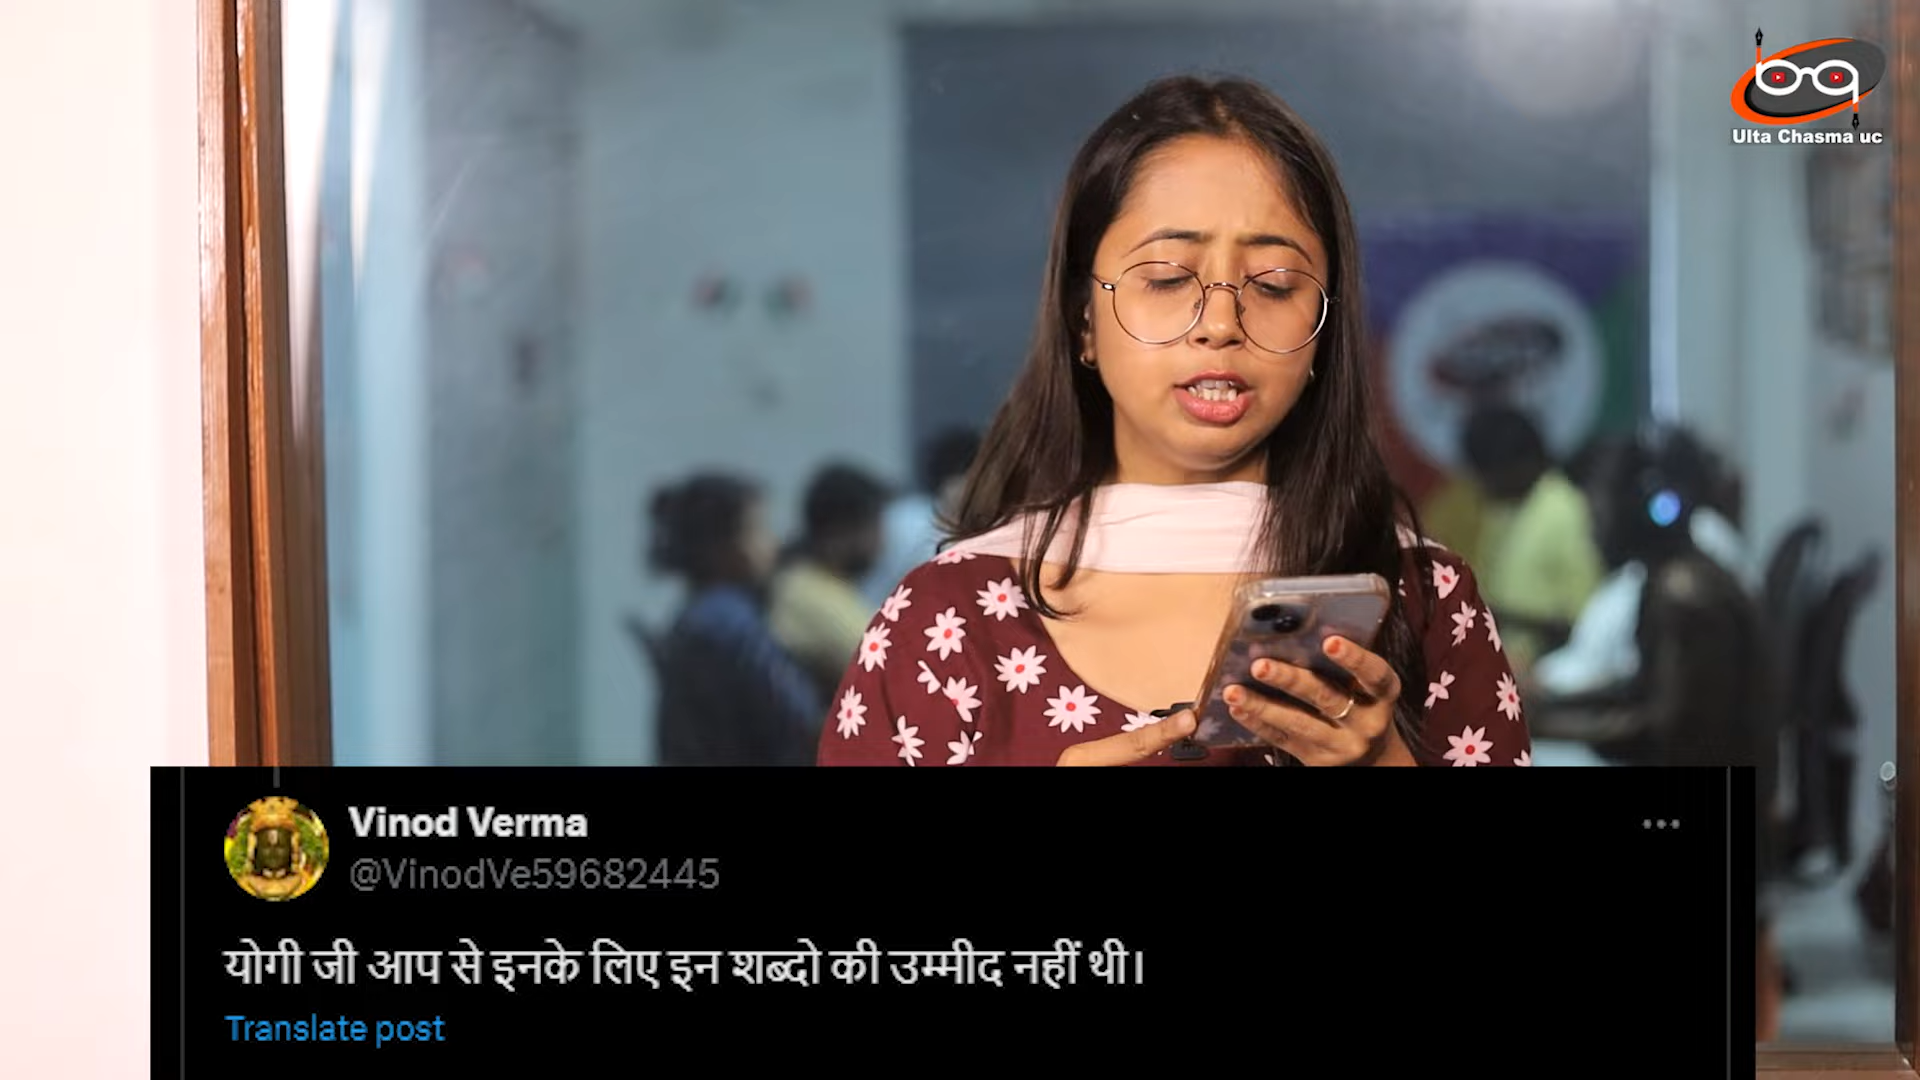 Ulta Chasma uc
Vinod Verma
@VinodVe59682445
योगी जी आप से इनके लिए इन शब्दो की उम्मीद नहीं थी।
Translate post